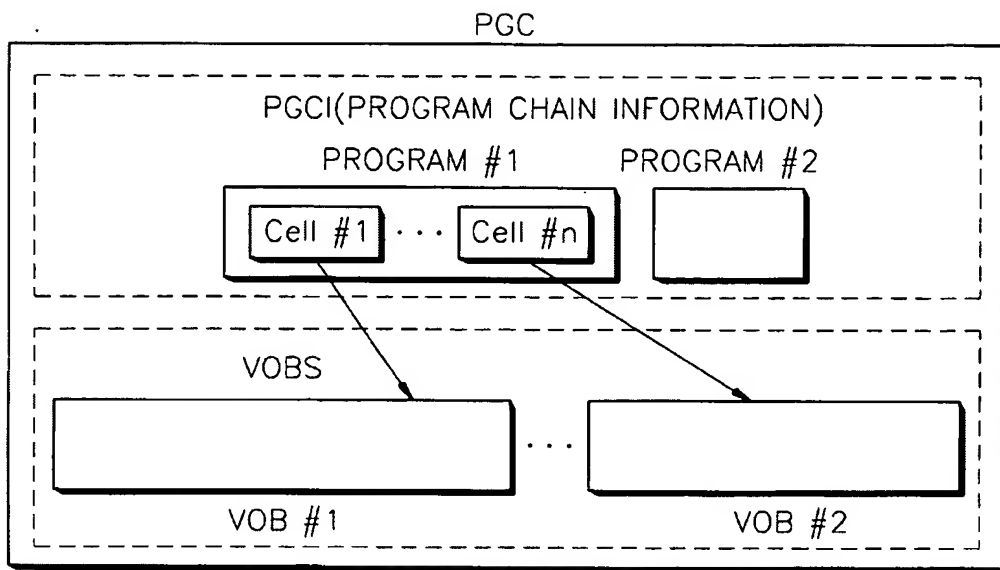 PGC
PGCI(PROGRAM CHAIN INFORMATION)
PROGRAM #1 PROGRAM #2
Cell #1 ··· Cell #n
VOBS
···
VOB #1 VOB #2